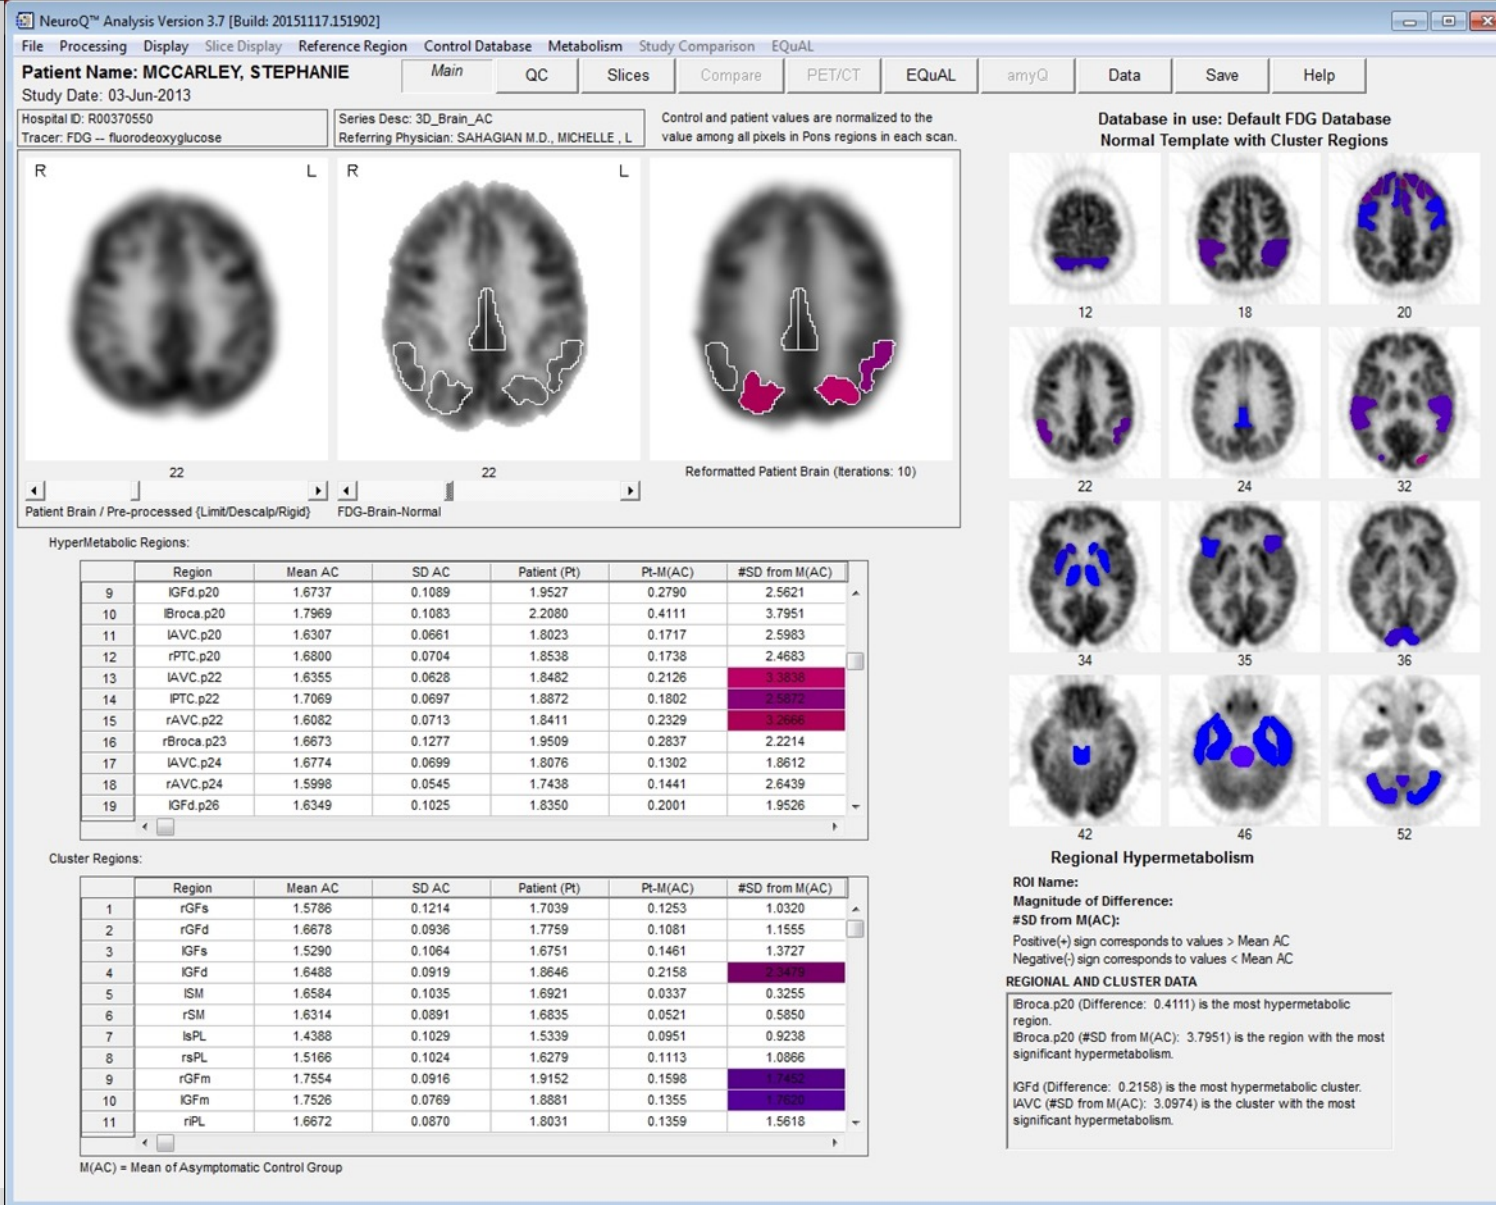 NeuroQ™ Analysis Version 3.7 [Build: 20151117.151902]
File Processing Display Slice Display Reference Region Control Database Metabolism Study Comparison EQuAL
Patient Name: MCCARLEY, STEPHANIE
Study Date: 03-Jun-2013
Main QC Slices Compare PET/CT EQuAL amyQ Data Save Help
Hospital ID: R00370550
Tracer: FDG -- fluorodeoxyglucose
Series Desc: 3D_Brain_AC
Referring Physician: SAHAGIAN M.D., MICHELLE , L
Control and patient values are normalized to the
value among all pixels in Pons regions in each scan.
R L R L
22 22
Reformatted Patient Brain (Iterations: 10)
Patient Brain / Pre-processed {Limit/Descalp/Rigid} FDG-Brain-Normal
HyperMetabolic Regions:
Region Mean AC SD AC Patient (Pt) Pt-M(AC) #SD from M(AC)
9 lGFd.p20 1.6737 0.1089 1.9527 0.2790 2.5621
10 lBroca.p20 1.7969 0.1083 2.2080 0.4111 3.7951
11 lAVC.p20 1.6307 0.0661 1.8023 0.1717 2.5983
12 rPTC.p20 1.6800 0.0704 1.8538 0.1738 2.4683
13 lAVC.p22 1.6355 0.0628 1.8482 0.2126 3.3838
14 lPTC.p22 1.7069 0.0697 1.8872 0.1802 2.5872
15 rAVC.p22 1.6082 0.0713 1.8411 0.2329 3.2666
16 rBroca.p23 1.6673 0.1277 1.9509 0.2837 2.2214
17 lAVC.p24 1.6774 0.0699 1.8076 0.1302 1.8612
18 rAVC.p24 1.5998 0.0545 1.7438 0.1441 2.6439
19 lGFd.p26 1.6349 0.1025 1.8350 0.2001 1.9526
Cluster Regions:
Region Mean AC SD AC Patient (Pt) Pt-M(AC) #SD from M(AC)
1 rGFs 1.5786 0.1214 1.7039 0.1253 1.0320
2 rGFd 1.6678 0.0936 1.7759 0.1081 1.1555
3 lGFs 1.5290 0.1064 1.6751 0.1461 1.3727
4 lGFd 1.6488 0.0919 1.8646 0.2158 2.3479
5 lSM 1.6584 0.1035 1.6921 0.0337 0.3255
6 rSM 1.6314 0.0891 1.6835 0.0521 0.5850
7 lsPL 1.4388 0.1029 1.5339 0.0951 0.9238
8 rsPL 1.5166 0.1024 1.6279 0.1113 1.0866
9 rGFm 1.7554 0.0916 1.9152 0.1598 1.7452
10 lGFm 1.7526 0.0769 1.8881 0.1355 1.7620
11 riPL 1.6672 0.0870 1.8031 0.1359 1.5618
M(AC) = Mean of Asymptomatic Control Group
Database in use: Default FDG Database
Normal Template with Cluster Regions
12 18 20
22 24 32
34 35 36
42 46 52
Regional Hypermetabolism
ROI Name:
Magnitude of Difference:
#SD from M(AC):
Positive(+) sign corresponds to values > Mean AC
Negative(-) sign corresponds to values < Mean AC
REGIONAL AND CLUSTER DATA
lBroca.p20 (Difference: 0.4111) is the most hypermetabolic
region.
lBroca.p20 (#SD from M(AC): 3.7951) is the region with the most
significant hypermetabolism.
lGFd (Difference: 0.2158) is the most hypermetabolic cluster.
lAVC (#SD from M(AC): 3.0974) is the cluster with the most
significant hypermetabolism.